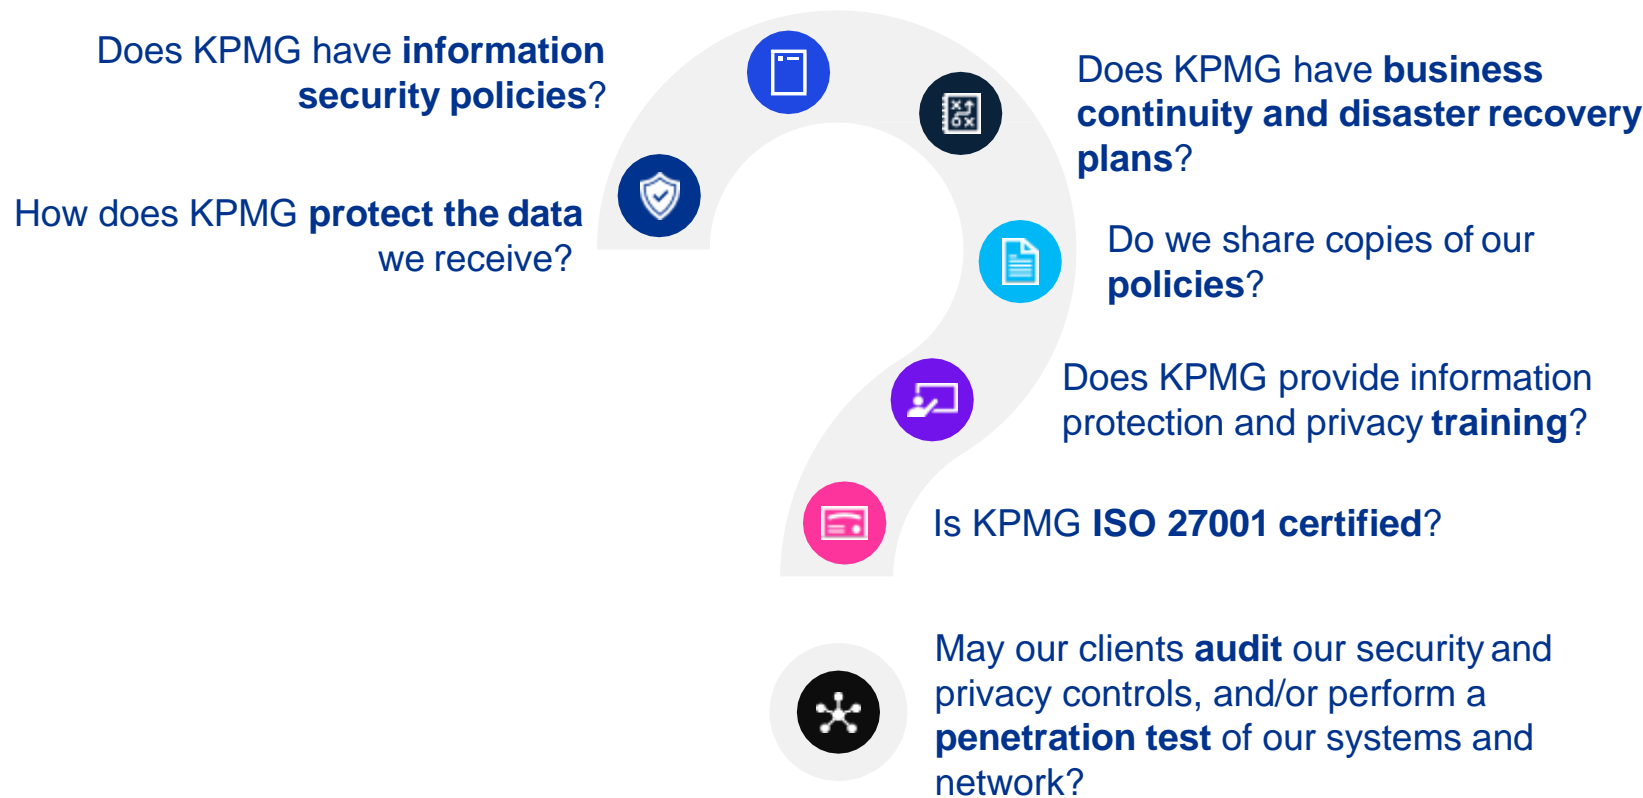 Does KPMG have information
security policies?
How does KPMG protect the data
we receive?
Does KPMG have business
continuity and disaster recovery
plans?
Do we share copies of our
policies?
Does KPMG provide information
protection and privacy training?
Is KPMG ISO 27001 certified?
May our clients audit our security and
privacy controls, and/or perform a
penetration test of our systems and
network?